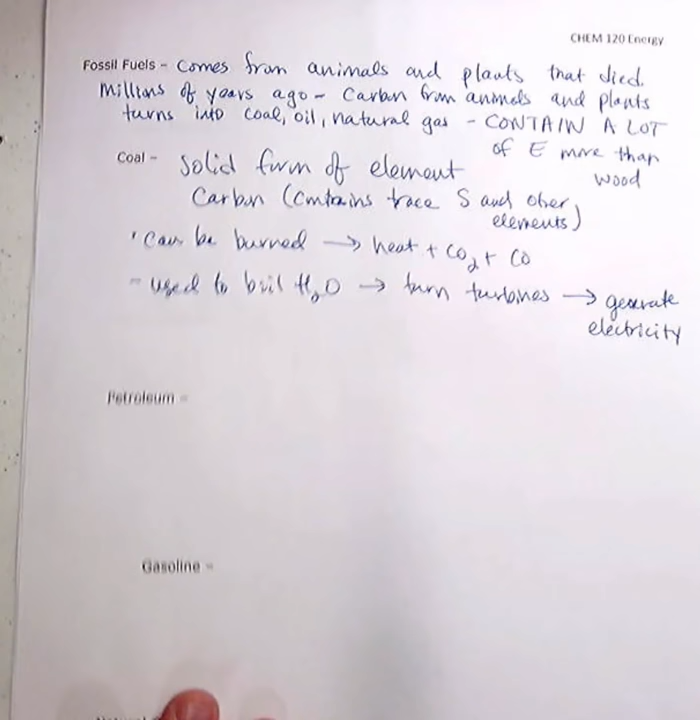 CHEM 120 Energy
Fossil Fuels - Comes from animals and plants that died
Millions of years ago - Carbon from animals and plants
turns into coal, oil, natural gas - CONTAIN A LOT
of E more than
wood
Coal - solid form of element
Carbon (contains trace S and other
elements)
• Can be burned → heat + CO₂ + CO
- used to boil H₂O → turn turbines → generate
electricity
Petroleum -
Gasoline -